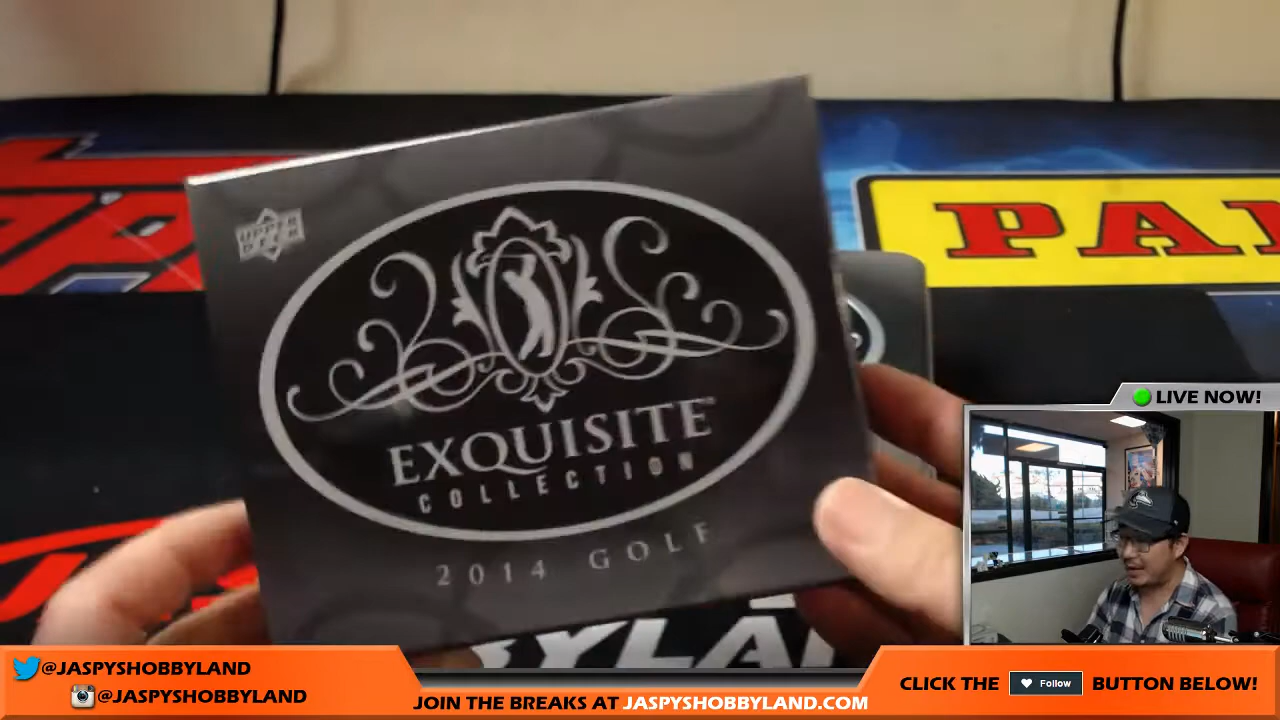 UPPER DECK
EXQUISITE
COLLECTION
2014 GOLF
PA
LIVE NOW!
@JASPYSHOBBYLAND
@JASPYSHOBBYLAND
JOIN THE BREAKS AT JASPYSHOBBYLAND.COM
CLICK THE Follow BUTTON BELOW!
YLA